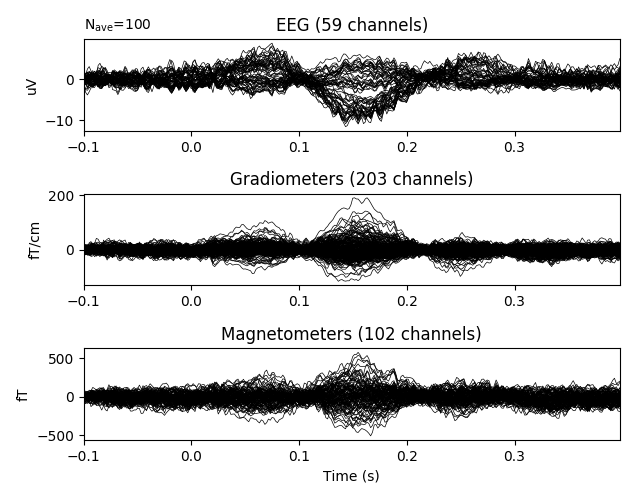 N_ave=100
EEG (59 channels)
uV
0
−10
−0.1 0.0 0.1 0.2 0.3
Gradiometers (203 channels)
fT/cm
200
0
−0.1 0.0 0.1 0.2 0.3
Magnetometers (102 channels)
fT
500
0
−500
−0.1 0.0 0.1 0.2 0.3
Time (s)